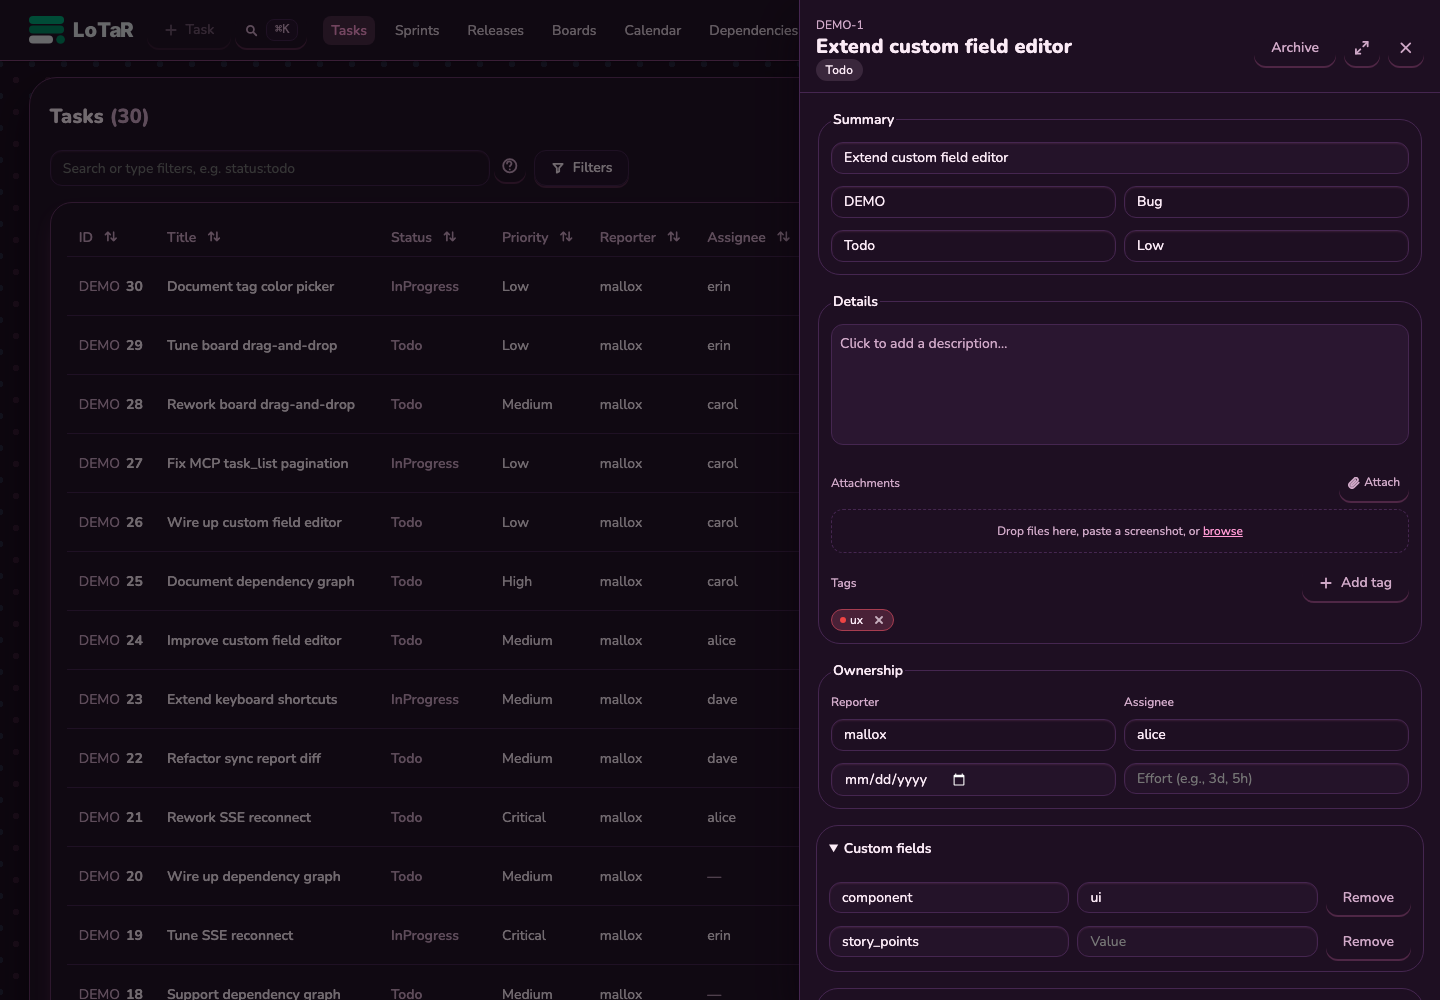 LoTaR
Task
⌘K
Tasks
Sprints
Releases
Boards
Calendar
Dependencies
Tasks (30)
Search or type filters, e.g. status:todo
Filters
ID Title Status Priority Reporter Assignee
DEMO 30 Document tag color picker InProgress Low mallox erin
DEMO 29 Tune board drag-and-drop Todo Low mallox erin
DEMO 28 Rework board drag-and-drop Todo Medium mallox carol
DEMO 27 Fix MCP task_list pagination InProgress Low mallox carol
DEMO 26 Wire up custom field editor Todo Low mallox carol
DEMO 25 Document dependency graph Todo High mallox carol
DEMO 24 Improve custom field editor Todo Medium mallox alice
DEMO 23 Extend keyboard shortcuts InProgress Medium mallox dave
DEMO 22 Refactor sync report diff Todo Medium mallox dave
DEMO 21 Rework SSE reconnect Todo Critical mallox alice
DEMO 20 Wire up dependency graph Todo Medium mallox —
DEMO 19 Tune SSE reconnect InProgress Critical mallox erin
DEMO 18 Support dependency graph Todo Medium mallox —
DEMO-1
Extend custom field editor
Todo
Archive
Summary
Extend custom field editor
DEMO Bug
Todo Low
Details
Click to add a description...
Attachments
Attach
Drop files here, paste a screenshot, or browse
Tags
Add tag
ux
Ownership
Reporter Assignee
mallox alice
mm/dd/yyyy Effort (e.g., 3d, 5h)
Custom fields
component ui Remove
story_points Value Remove